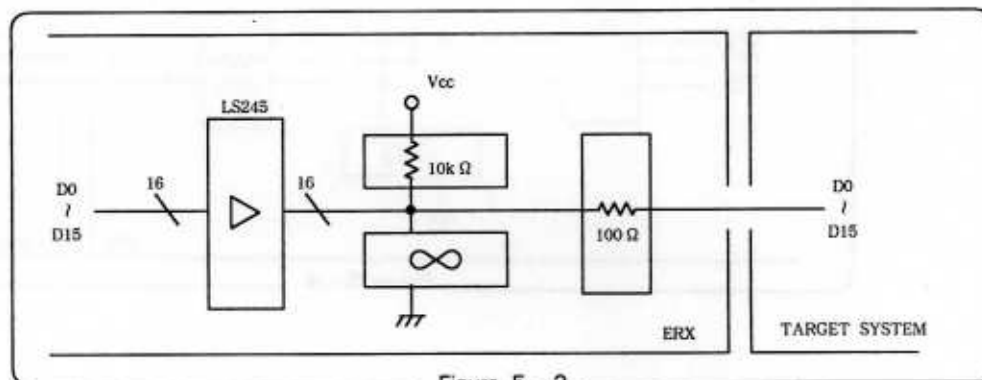 Vcc
LS245
10k Ω
16
16
D0
~
D15
100 Ω
D0
~
D15
∞
ERX
TARGET SYSTEM